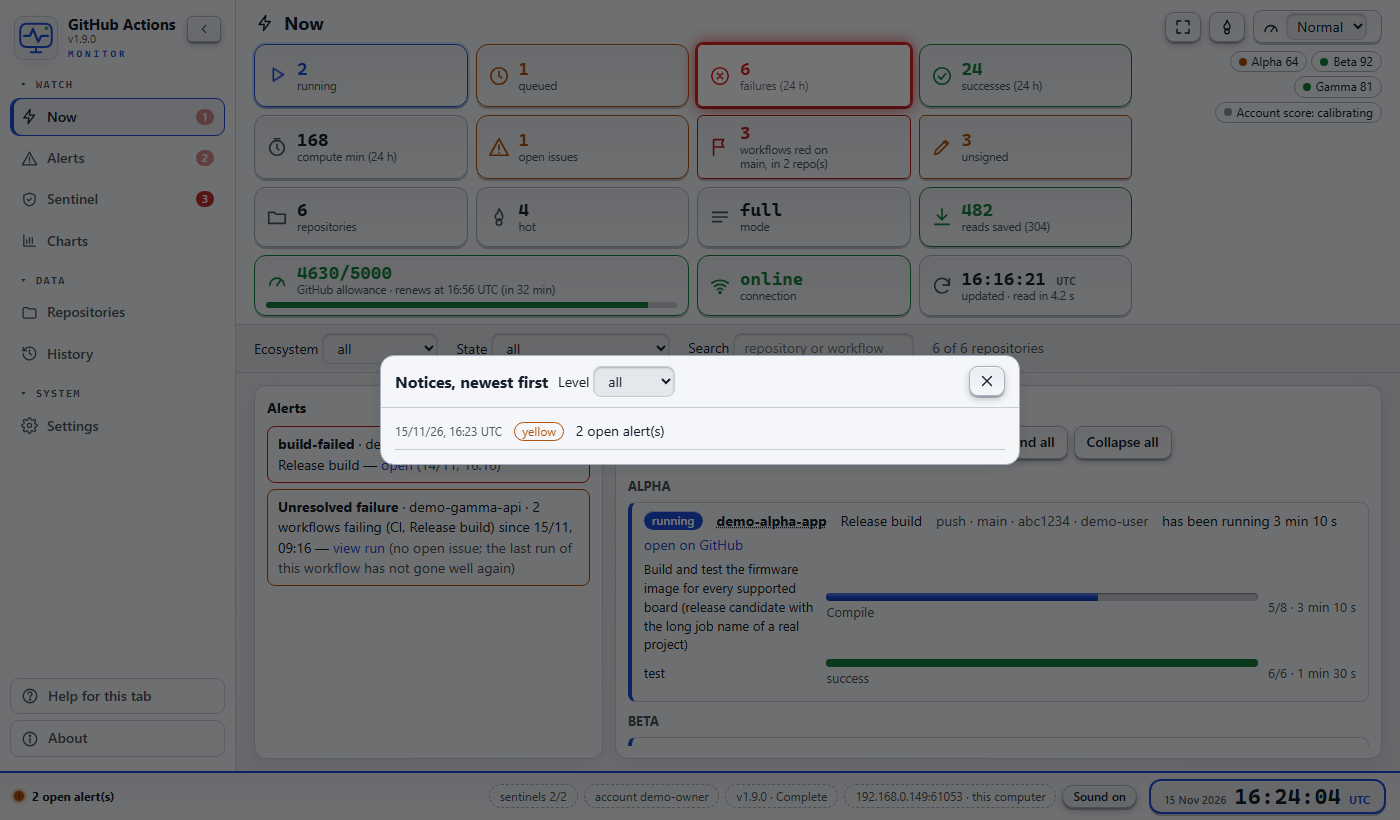 GitHub Actions
v1.9.0
MONITOR
WATCH
Now 1
Alerts 2
Sentinel 3
Charts
DATA
Repositories
History
SYSTEM
Settings
Help for this tab
About
Now
2
running
1
queued
6
failures (24 h)
24
successes (24 h)
168
compute min (24 h)
1
open issues
3
workflows red on
main, in 2 repo(s)
3
unsigned
6
repositories
4
hot
full
mode
482
reads saved (304)
4630/5000
GitHub allowance · renews at 16:56 UTC (in 32 min)
online
connection
16:16:21 UTC
updated · read in 4.2 s
Normal
Alpha 64
Beta 92
Gamma 81
Account score: calibrating
Ecosystem all State all Search repository or workflow 6 of 6 repositories
Notices, newest first Level all
15/11/26, 16:23 UTC yellow 2 open alert(s)
Alerts
build-failed · de
Release build — open (14/11, 16:16)
Unresolved failure · demo-gamma-api · 2
workflows failing (CI, Release build) since 15/11,
09:16 — view run (no open issue; the last run of
this workflow has not gone well again)
nd all
Collapse all
ALPHA
running demo-alpha-app Release build push · main · abc1234 · demo-user has been running 3 min 10 s
open on GitHub
Build and test the firmware
image for every supported
board (release candidate with
the long job name of a real
project)
Compile
5/8 · 3 min 10 s
test
success
6/6 · 1 min 30 s
BETA
2 open alert(s)
sentinels 2/2
account demo-owner
v1.9.0 · Complete
192.168.0.149:61053 · this computer
Sound on
15 Nov 2026 16:24:04 UTC